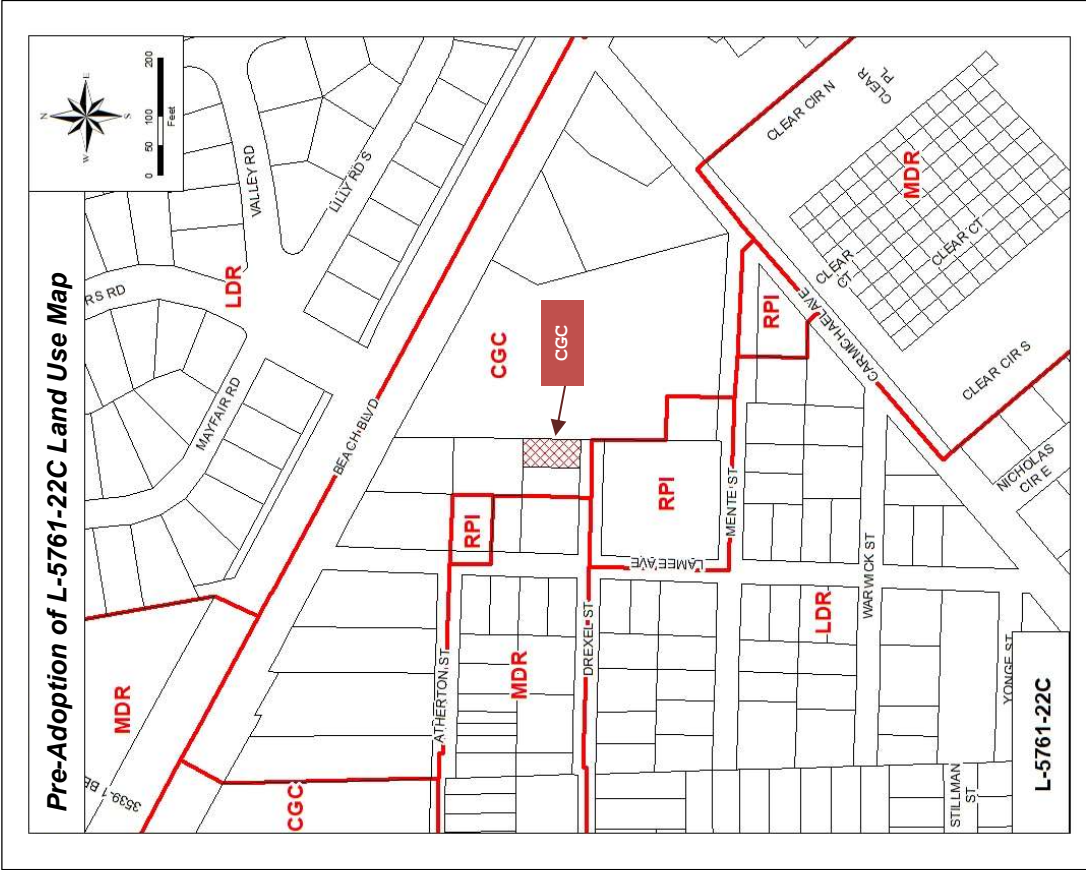 Pre-Adoption of L-5761-22C Land Use Map
N
W
E
S
0 50 100 200
Feet
VALLEY RD
LILLY RD S
RS RD
LDR
MAYFAIR RD
BEACH BLVD
MDR
3539-1 BE
CGC
CGC
CGC
RPI
ATHERTON ST
MDR
DREXEL ST
LAMEE AVE
RPI
MENTE ST
RPI
CARMICHAEL AVE
CLEAR CIR N
CLEAR
PL
MDR
CLEAR
CT
CLEAR CT
CLEAR CIR S
NICHOLAS
CIR E
WARWICK ST
LDR
YONGE ST
STILLMAN
ST
L-5761-22C